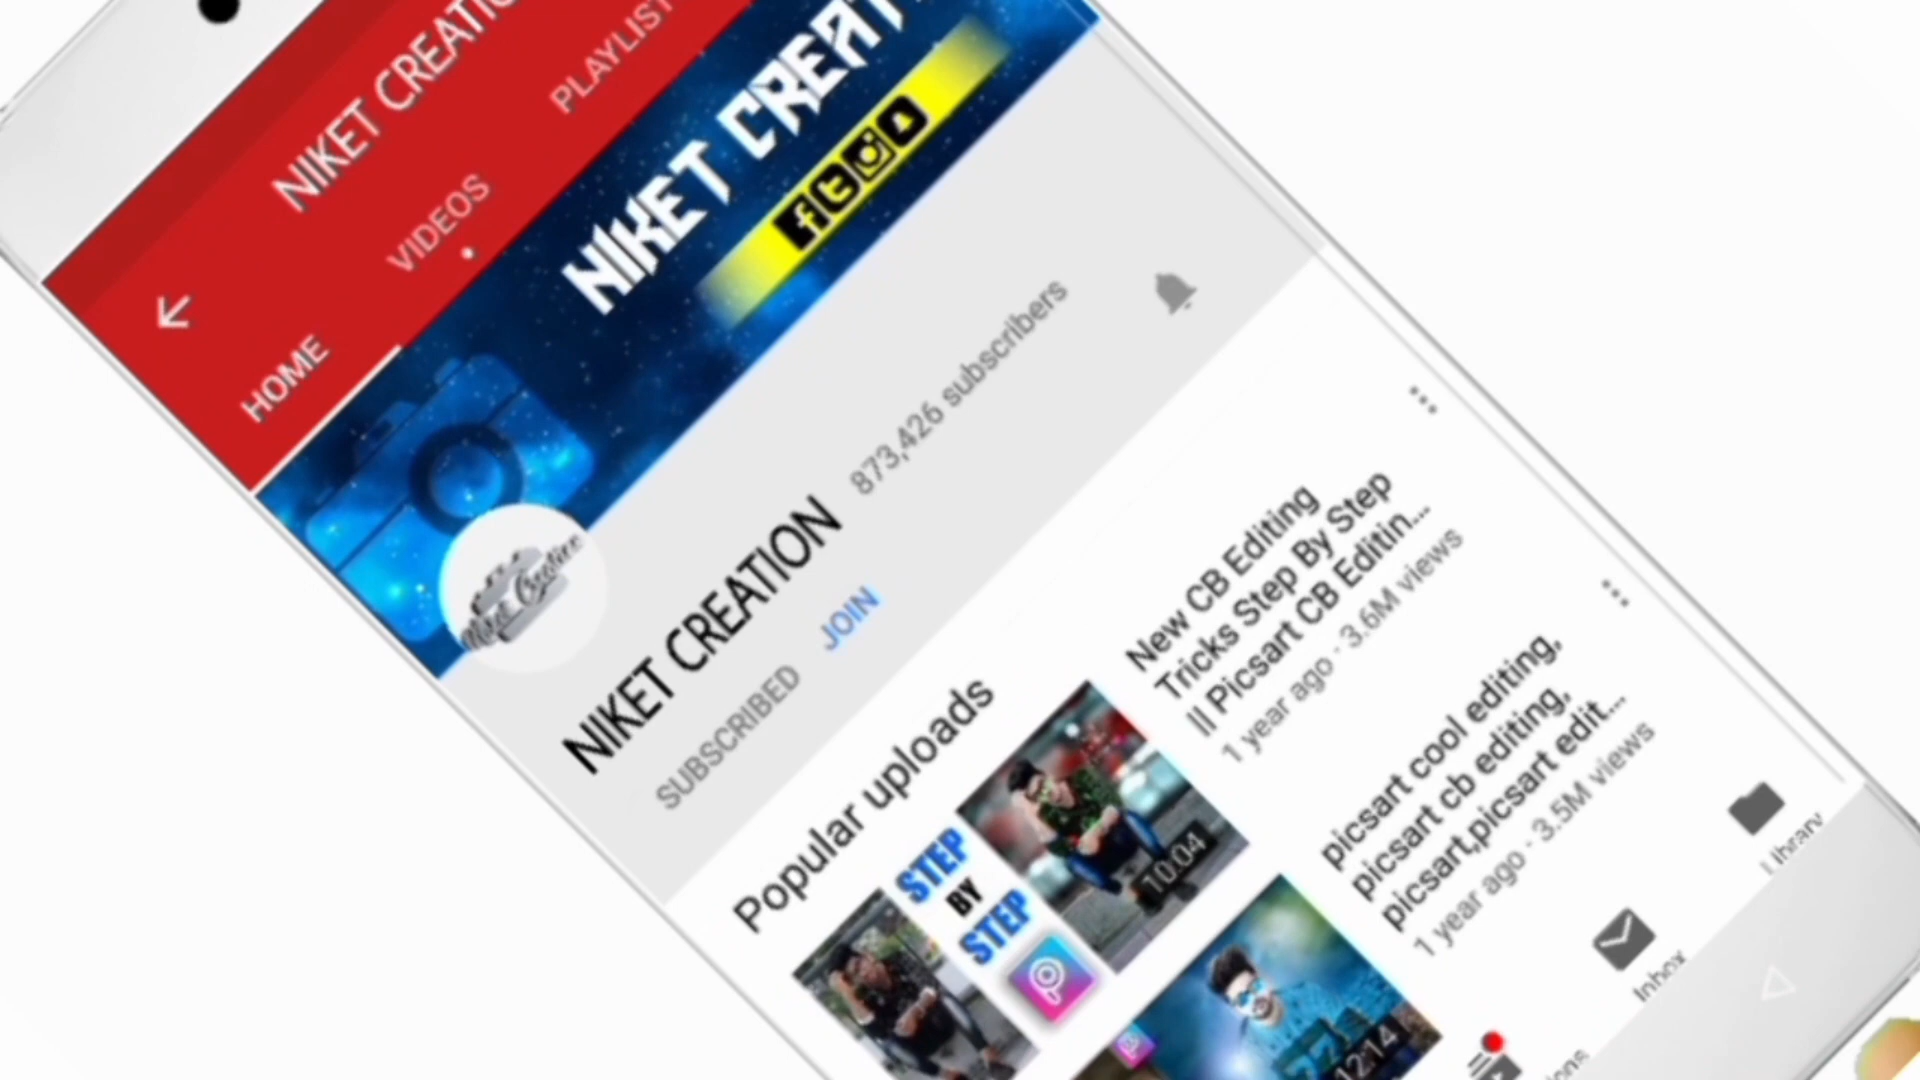 NIKET CREATIO
HOME
VIDEOS
PLAYLIST
NIKET CREAT
NIKET CREATION
873,426 subscribers
SUBSCRIBED
JOIN
Popular uploads
STEP
BY
STEP
10:04
New CB Editing
Tricks Step By Step
|| Picsart CB Editin...
1 year ago · 3.6M views
12:14
picsart cool editing,
picsart cb editing,
picsart,picsart edit...
1 year ago · 3.5M views
ions
Inbox
Library